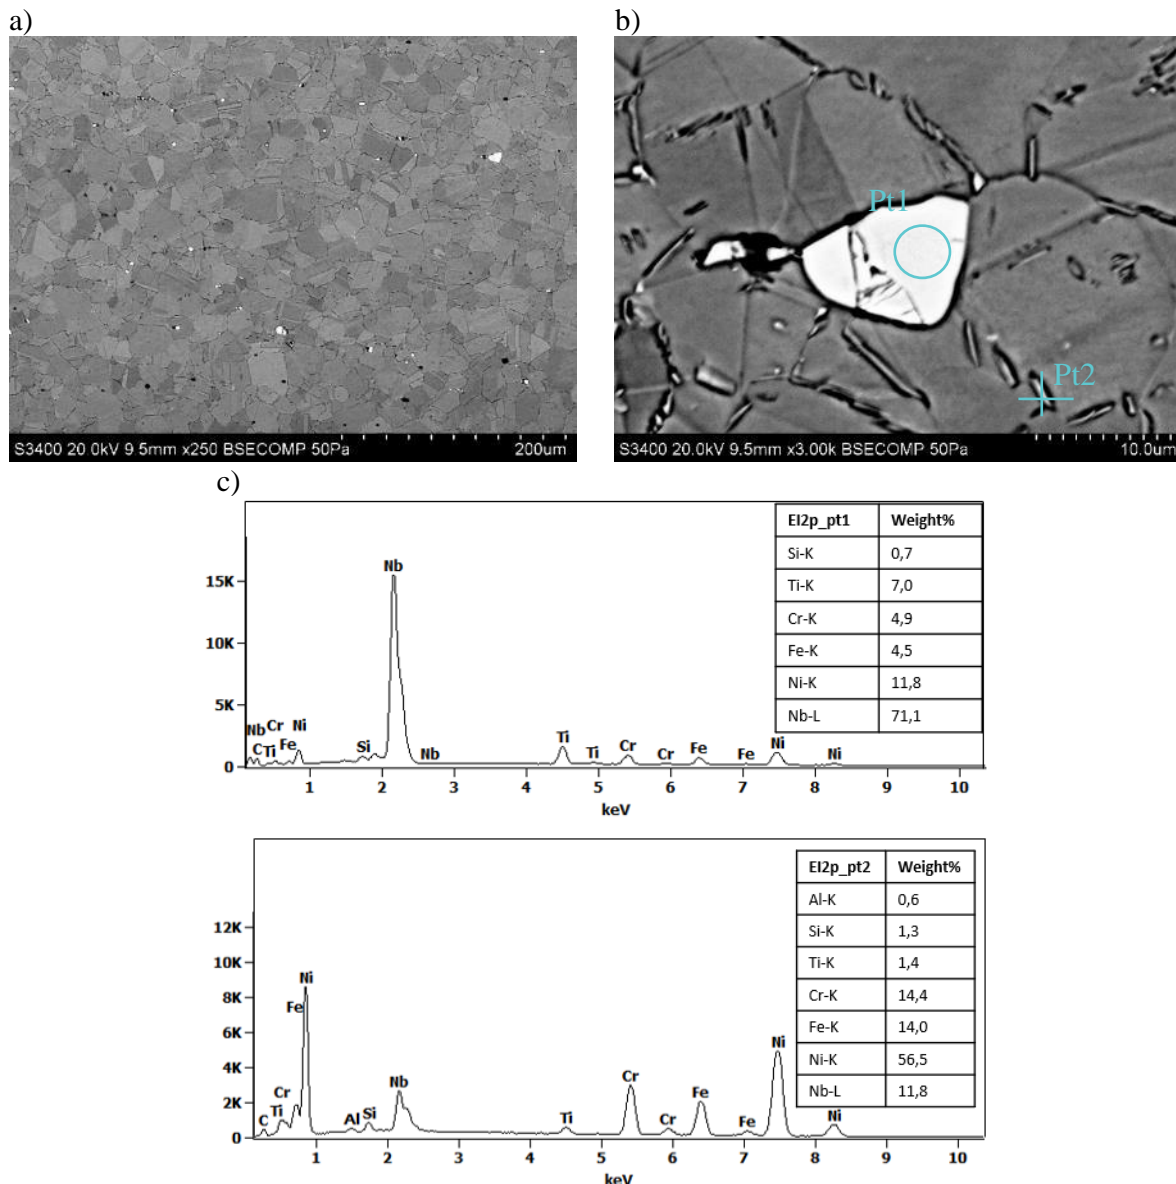 a)
b)
S3400 20.0kV 9.5mm x250 BSECOMP 50Pa 200um
Pt1
Pt2
S3400 20.0kV 9.5mm x3.00k BSECOMP 50Pa 10.0um
c)
EI2p_pt1 Weight%
Si-K 0,7
Ti-K 7,0
Cr-K 4,9
Fe-K 4,5
Ni-K 11,8
Nb-L 71,1
15K
10K
5K
0
Nb
Nb C Ti Cr Fe Ni Si Nb Ti Ti Cr Cr Fe Fe Ni Ni
1 2 3 4 5 6 7 8 9 10
keV
EI2p_pt2 Weight%
Al-K 0,6
Si-K 1,3
Ti-K 1,4
Cr-K 14,4
Fe-K 14,0
Ni-K 56,5
Nb-L 11,8
12K
10K
8K
6K
4K
2K
0
C Ti Cr Fe Ni Al Si Nb Ti Cr Cr Fe Fe Ni Ni
1 2 3 4 5 6 7 8 9 10
keV